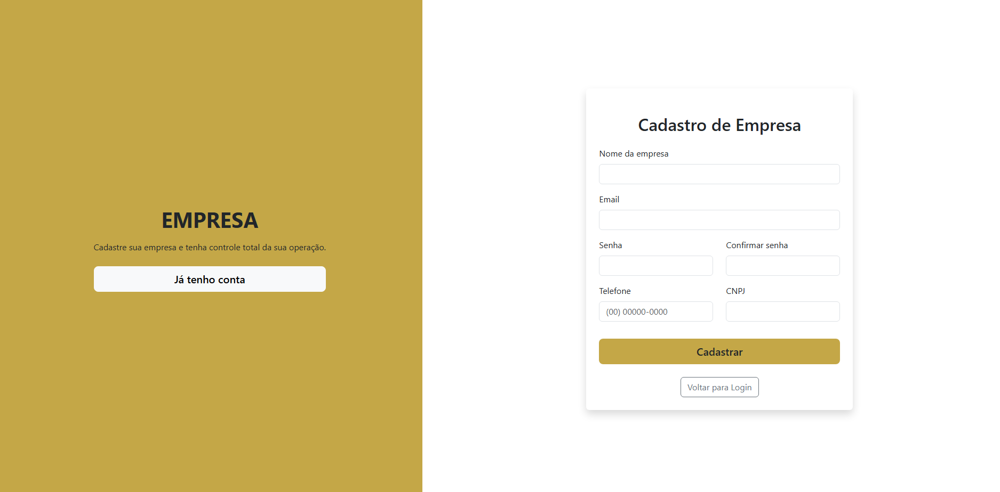 EMPRESA
Cadastre sua empresa e tenha controle total da sua operação.
Já tenho conta
Cadastro de Empresa
Nome da empresa
Email
Senha
Confirmar senha
Telefone
CNPJ
(00) 00000-0000
Cadastrar
Voltar para Login